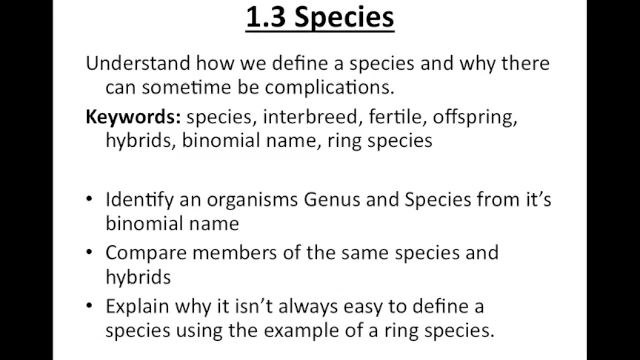 1.3 Species
Understand how we define a species and why there
can sometime be complications.
Keywords: species, interbreed, fertile, offspring,
hybrids, binomial name, ring species
• Identify an organisms Genus and Species from it's
binomial name
• Compare members of the same species and
hybrids
• Explain why it isn't always easy to define a
species using the example of a ring species.